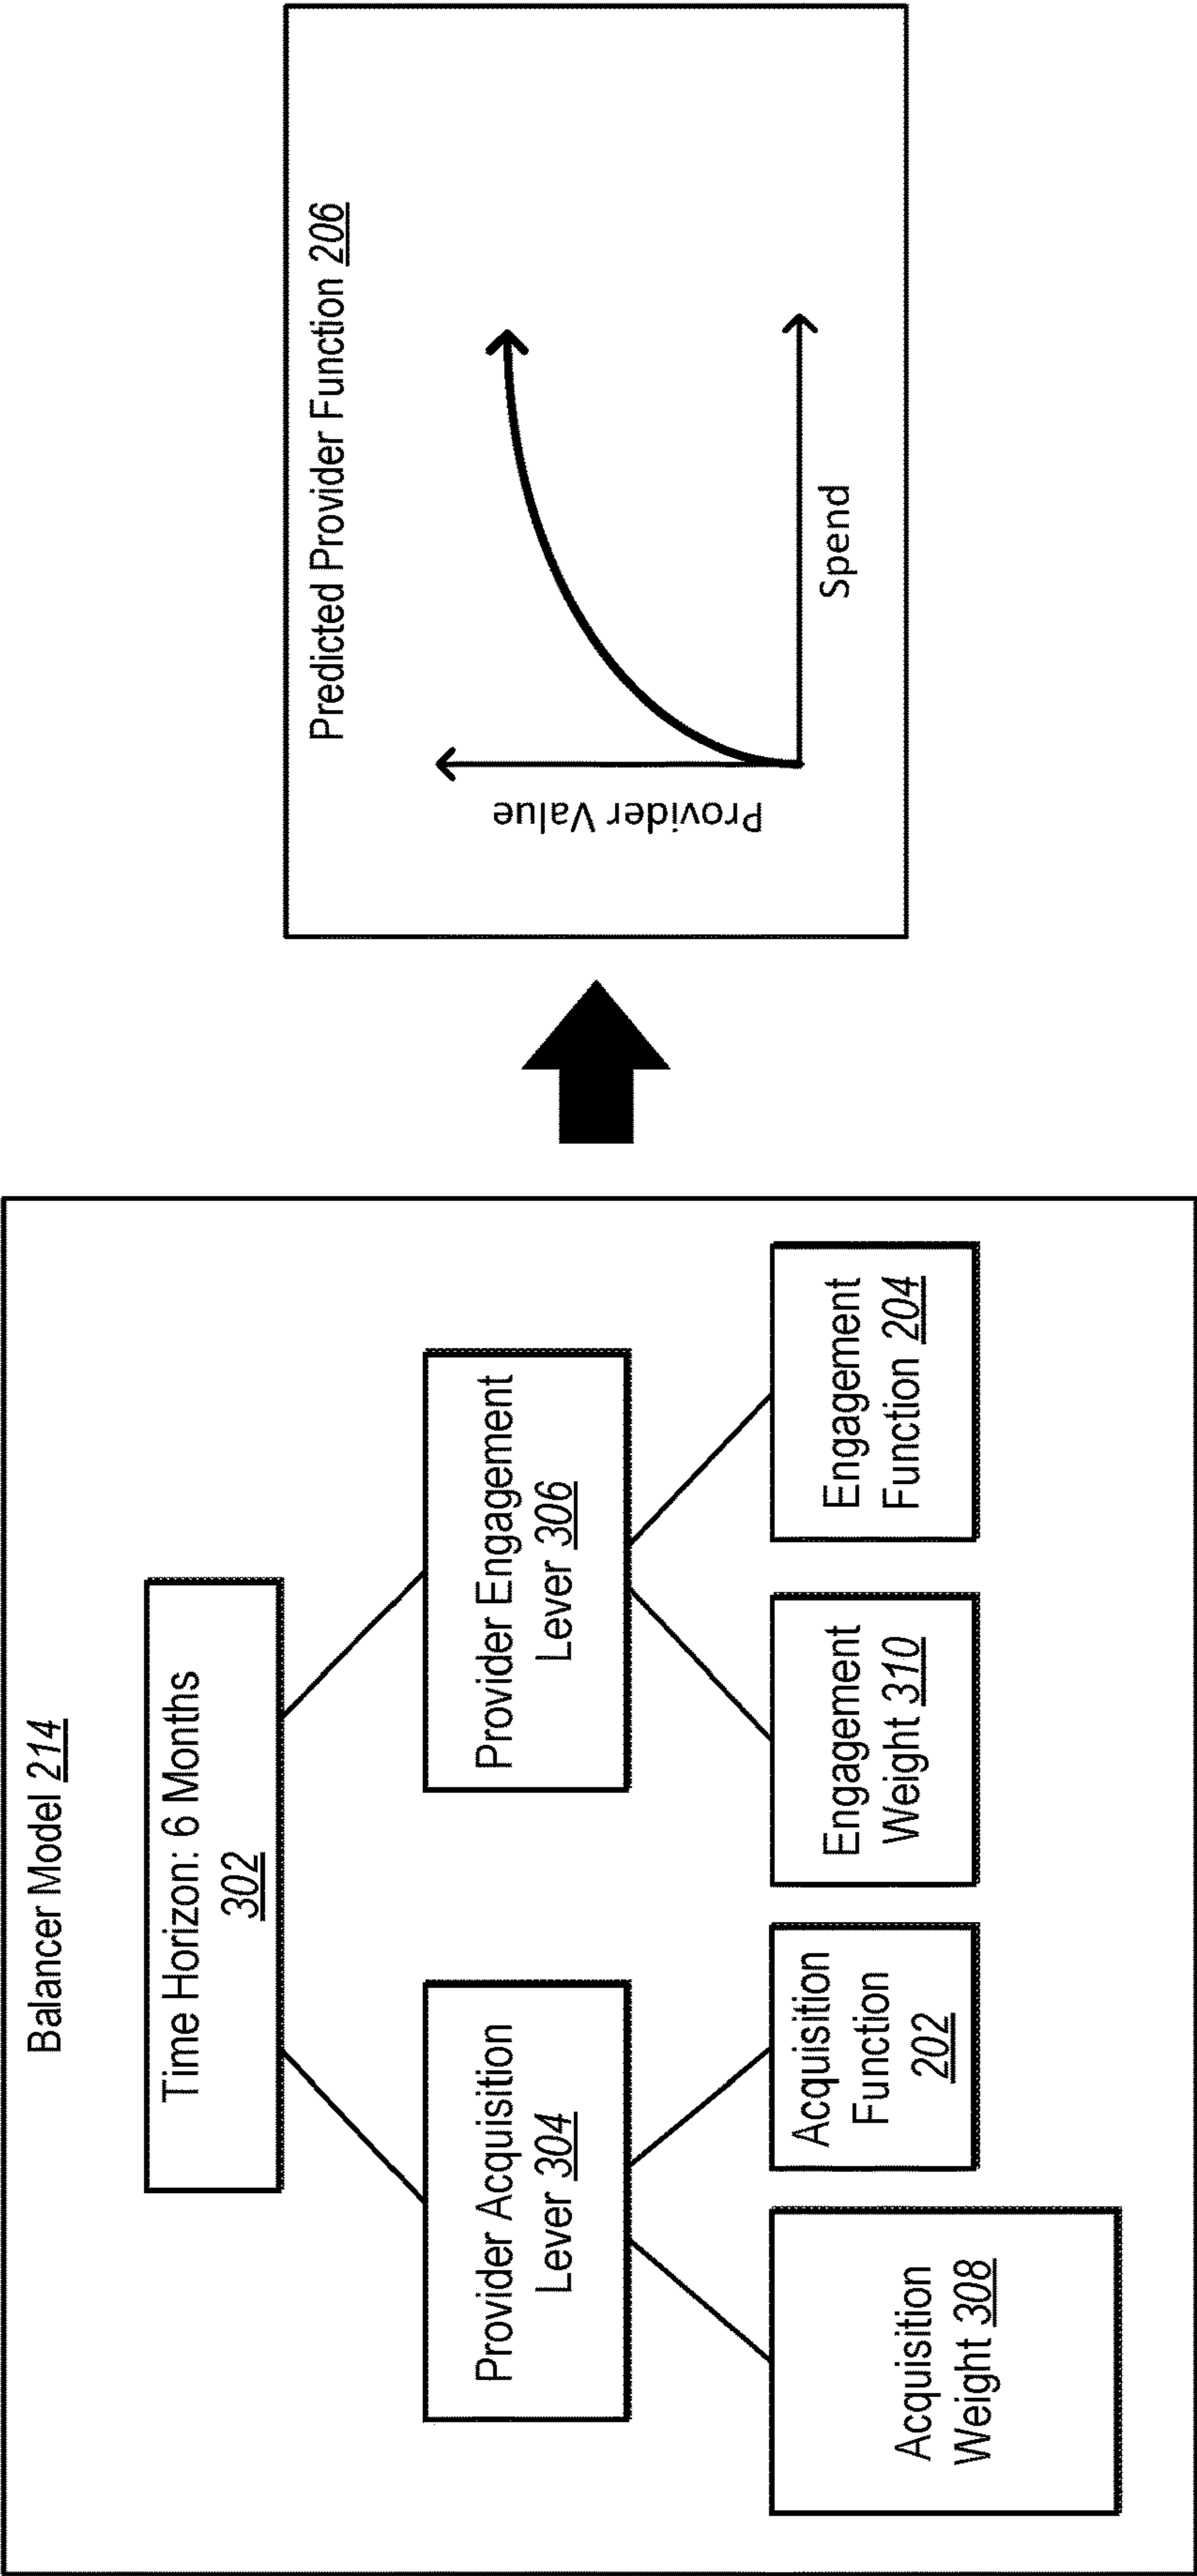 Balancer Model 214
Time Horizon: 6 Months
302
Provider Acquisition
Lever 304
Provider Engagement
Lever 306
Acquisition
Weight 308
Acquisition
Function
202
Engagement
Weight 310
Engagement
Function 204
Predicted Provider Function 206
Provider Value
Spend